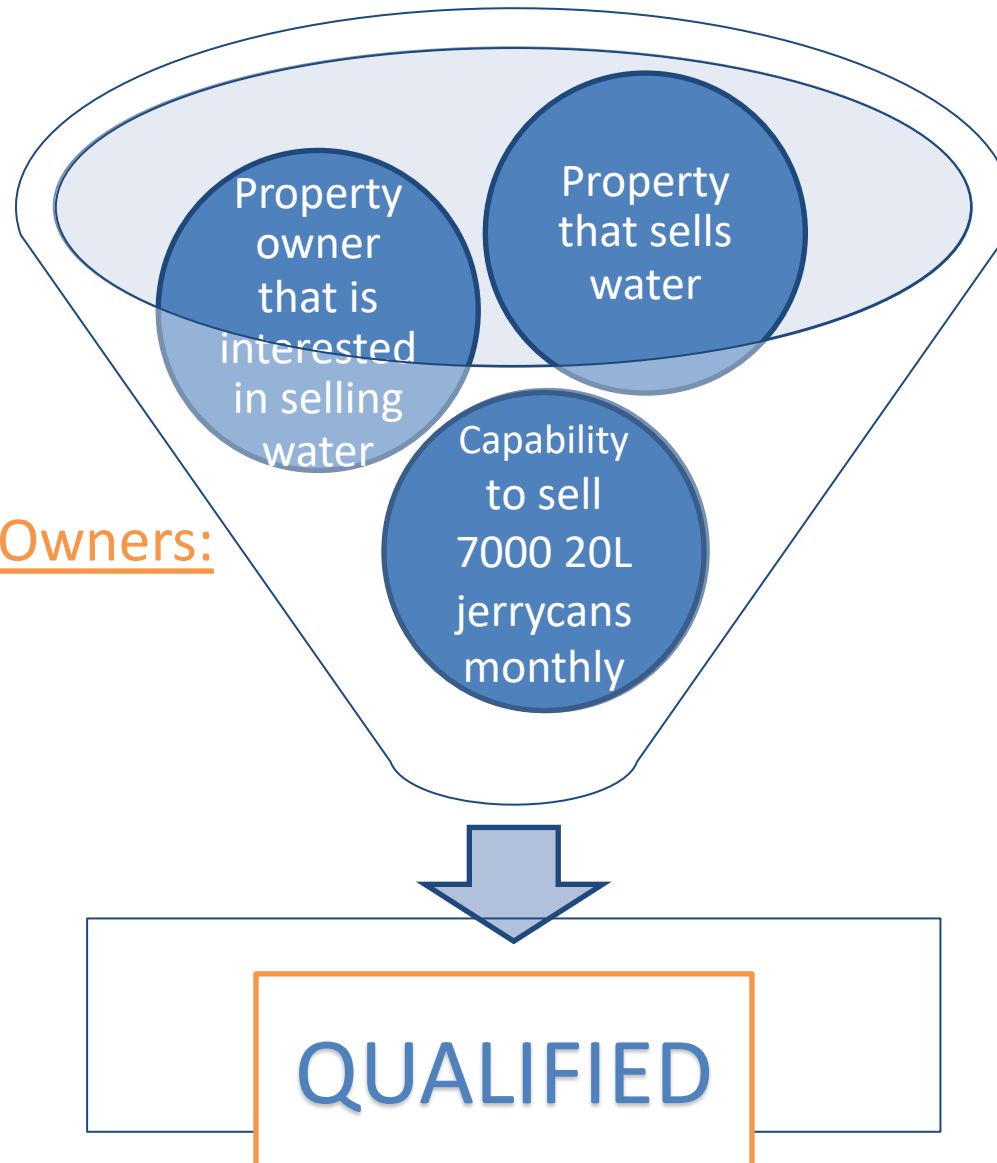 Property
owner
that is
interested
in selling
water
Property
that sells
water
Capability
to sell
7000 20L
jerrycans
monthly
Owners:
QUALIFIED